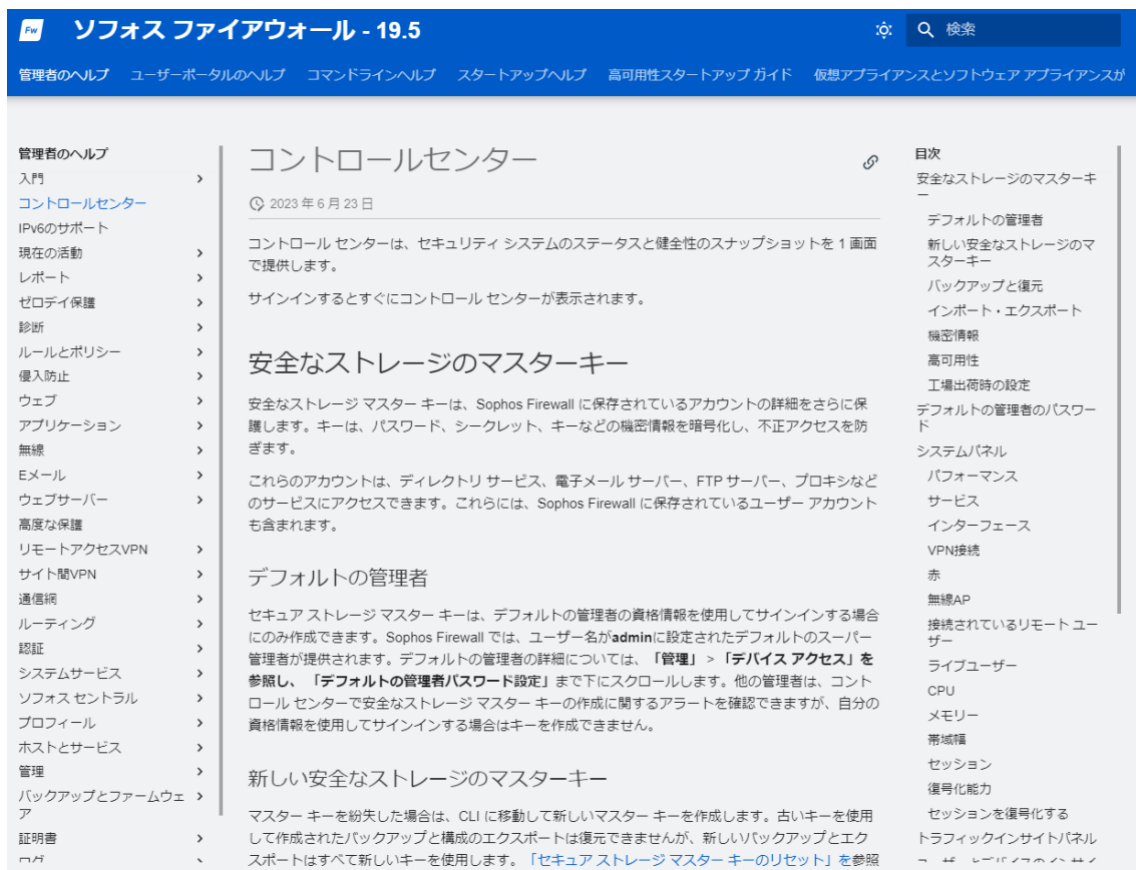 Fw ソフォス ファイアウォール - 19.5
検索
管理者のヘルプ ユーザーポータルのヘルプ コマンドラインヘルプ スタートアップヘルプ 高可用性スタートアップ ガイド 仮想アプライアンスとソフトウェア アプライアンスが
管理者のヘルプ
入門
コントロールセンター
IPv6のサポート
現在の活動
レポート
ゼロデイ保護
診断
ルールとポリシー
侵入防止
ウェブ
アプリケーション
無線
Eメール
ウェブサーバー
高度な保護
リモートアクセスVPN
サイト間VPN
通信網
ルーティング
認証
システムサービス
ソフォス セントラル
プロフィール
ホストとサービス
管理
バックアップとファームウェ
ア
証明書
ログ
コントロールセンター
2023 年 6 月 23 日
コントロール センターは、セキュリティ システムのステータスと健全性のスナップショットを 1 画面
で提供します。
サインインするとすぐにコントロール センターが表示されます。
安全なストレージのマスターキー
安全なストレージ マスター キーは、Sophos Firewall に保存されているアカウントの詳細をさらに保
護します。キーは、パスワード、シークレット、キーなどの機密情報を暗号化し、不正アクセスを防
ぎます。
これらのアカウントは、ディレクトリ サービス、電子メール サーバー、FTP サーバー、プロキシなど
のサービスにアクセスできます。これらには、Sophos Firewall に保存されているユーザー アカウント
も含まれます。
デフォルトの管理者
セキュア ストレージ マスター キーは、デフォルトの管理者の資格情報を使用してサインインする場合
にのみ作成できます。Sophos Firewall では、ユーザー名がadminに設定されたデフォルトのスーパー
管理者が提供されます。デフォルトの管理者の詳細については、「管理」>「デバイス アクセス」を
参照し、「デフォルトの管理者パスワード設定」まで下にスクロールします。他の管理者は、コント
ロール センターで安全なストレージ マスター キーの作成に関するアラートを確認できますが、自分の
資格情報を使用してサインインする場合はキーを作成できません。
新しい安全なストレージのマスターキー
マスター キーを紛失した場合は、CLI に移動して新しいマスター キーを作成します。古いキーを使用
して作成されたバックアップと構成のエクスポートは復元できませんが、新しいバックアップとエク
スポートはすべて新しいキーを使用します。「セキュア ストレージ マスター キーのリセット」を参照
目次
安全なストレージのマスターキ
ー
デフォルトの管理者
新しい安全なストレージのマ
スターキー
バックアップと復元
インポート・エクスポート
機密情報
高可用性
工場出荷時の設定
デフォルトの管理者のパスワー
ド
システムパネル
パフォーマンス
サービス
インターフェース
VPN接続
赤
無線AP
接続されているリモート ユー
ザー
ライブユーザー
CPU
メモリー
帯域幅
セッション
復号化能力
セッションを復号化する
トラフィックインサイトパネル
ユーザーとデバイスのインサイ